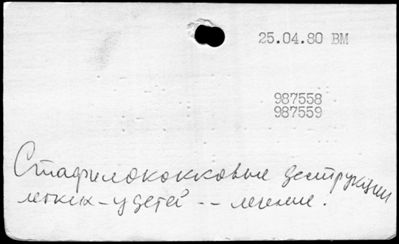 25.04.80 ВМ
987558
987559
Стафилококковые деструкции
легких - у детей -- лечение.